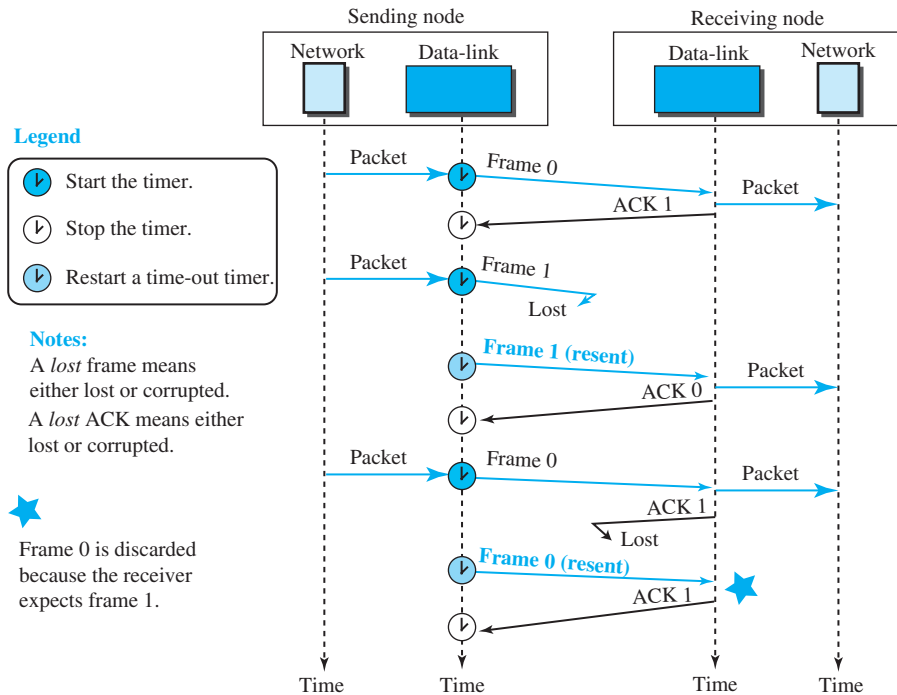 Sending node
Receiving node
Network
Data-link
Data-link
Network
Legend
Start the timer.
Stop the timer.
Restart a time-out timer.
Notes:
A lost frame means
either lost or corrupted.
A lost ACK means either
lost or corrupted.
Frame 0 is discarded
because the receiver
expects frame 1.
Packet
Frame 0
Packet
ACK 1
Packet
Frame 1
Lost
Frame 1 (resent)
Packet
ACK 0
Packet
Frame 0
Packet
ACK 1
Lost
Frame 0 (resent)
ACK 1
Time
Time
Time
Time